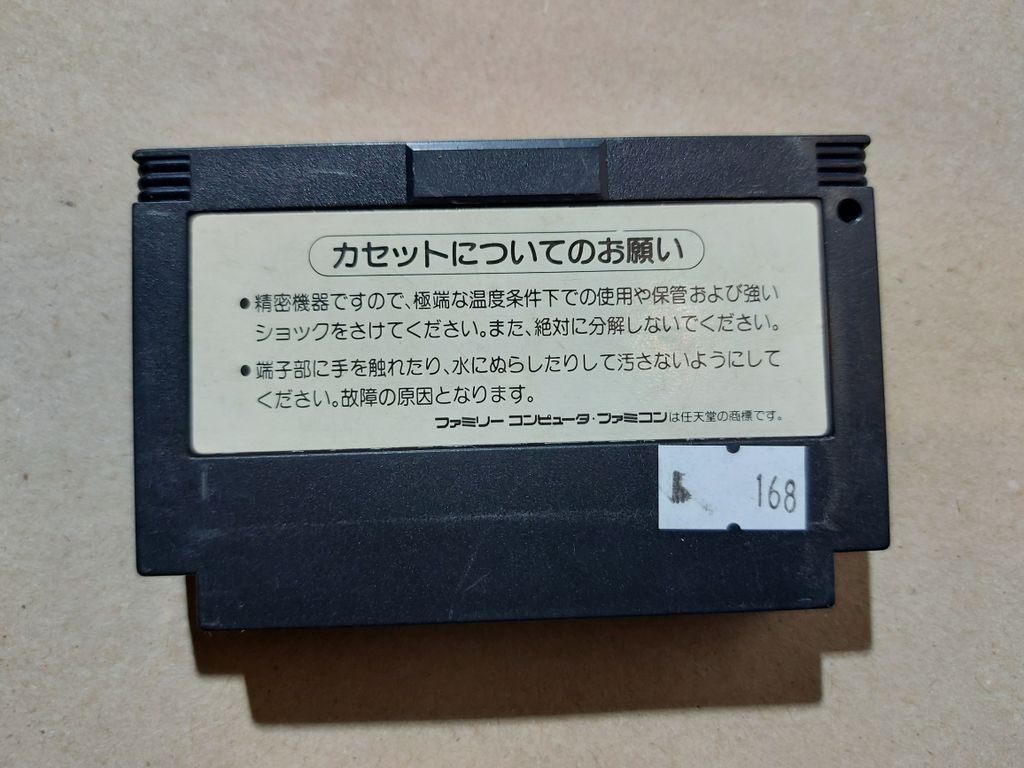 カセットについてのお願い
●精密機器ですので、極端な温度条件下での使用や保管および強い
ショックをさけてください。また、絶対に分解しないでください。
●端子部に手を触れたり、水にぬらしたりして汚さないようにして
ください。故障の原因となります。
ファミリー コンピュータ・ファミコンは任天堂の商標です。
168